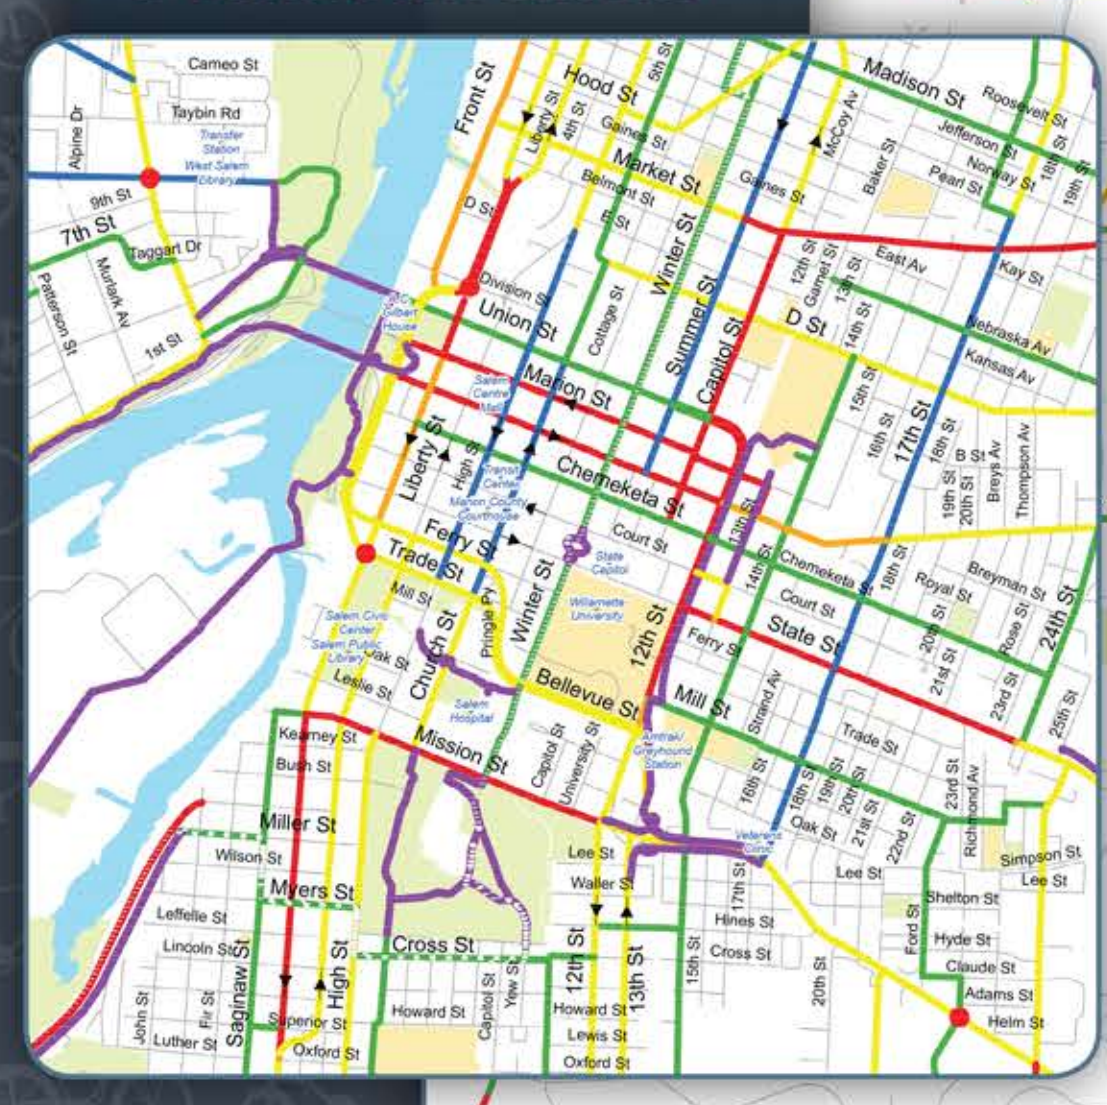 Cameo St
Taybin Rd
Alpine Dr
Transfer
Station
West Salem
Library
9th St
7th St
Taggart Dr
Patterson St
Murlark Av
1st St
Front St
Hood St
Liberty St
4th St
5th St
Gaines St
Market St
Belmont St
D St
E St
Winter St
Gaines St
McCoy Av
Madison St
Roosevelt St
Jefferson St
Norway St
Pearl St
Baker St
18th St
19th St
Division St
Union St
Cottage St
Summer St
Capitol St
12th St
Garnet St
13th St
East Av
Kay St
D St
14th St
Nebraska Av
Kansas Av
Gilbert
House
Marion St
Salem
Centre
Mall
15th St
16th St
17th St
18th St
B St
19th St
20th St
Breys Av
Thompson Av
Liberty St
High St
Transit
Center
Marion County
Courthouse
Chemeketa St
Court St
13th St
14th St
Ferry St
Trade St
State
Capitol
Mill St
Church St
Pringle Py
Winter St
Willamette
University
12th St
Chemeketa St
Court St
18th St
Royal St
Breyman St
20th St
Rose St
24th St
State St
Ferry St
21st St
23rd St
25th St
Salem Civic
Center
Salem Public
Library
Oak St
Leslie St
Salem
Hospital
Bellevue St
Mill St
Strand Av
Trade St
Kearney St
Bush St
Mission St
Capitol St
University St
Amtrak/
Greyhound
Station
16th St
18th St
19th St
20th St
21st St
22nd St
23rd St
Richmond Av
Oak St
Miller St
Wilson St
Myers St
Lee St
Waller St
Veterens
Clinic
Lee St
Simpson St
Lee St
17th St
Shelton St
Leffelle St
Lincoln St
Saginaw St
High St
Cross St
Hines St
Cross St
Ford St
Hyde St
Claude St
John St
Fir St
Superior St
Luther St
Oxford St
Howard St
Capitol St
Yew St
12th St
13th St
15th St
20th St
Howard St
Lewis St
Oxford St
Adams St
Helm St